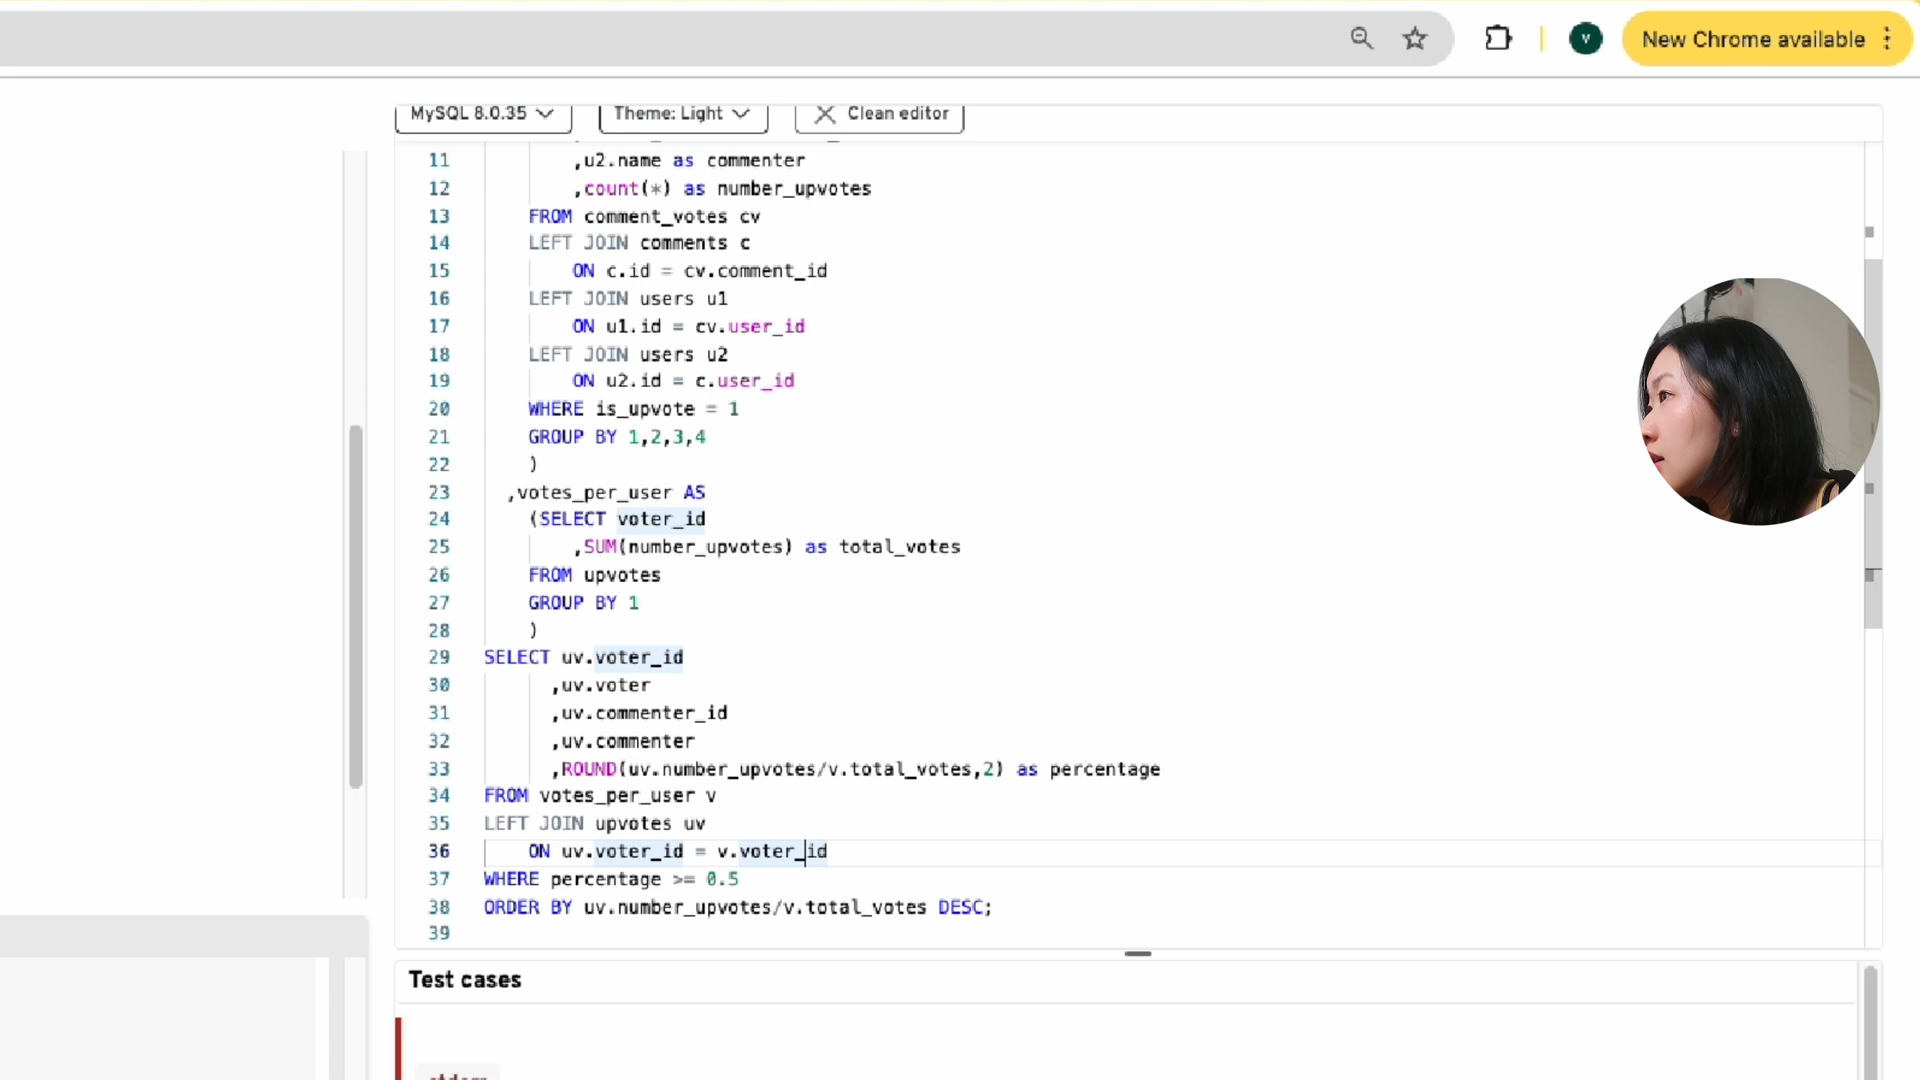 New Chrome available
V
MySQL 8.0.35
Theme: Light
Clean editor
11 ,u2.name as commenter
12 ,count(*) as number_upvotes
13 FROM comment_votes cv
14 LEFT JOIN comments c
15 ON c.id = cv.comment_id
16 LEFT JOIN users u1
17 ON u1.id = cv.user_id
18 LEFT JOIN users u2
19 ON u2.id = c.user_id
20 WHERE is_upvote = 1
21 GROUP BY 1,2,3,4
22 )
23 ,votes_per_user AS
24 (SELECT voter_id
25 ,SUM(number_upvotes) as total_votes
26 FROM upvotes
27 GROUP BY 1
28 )
29 SELECT uv.voter_id
30 ,uv.voter
31 ,uv.commenter_id
32 ,uv.commenter
33 ,ROUND(uv.number_upvotes/v.total_votes,2) as percentage
34 FROM votes_per_user v
35 LEFT JOIN upvotes uv
36 ON uv.voter_id = v.voter_id
37 WHERE percentage >= 0.5
38 ORDER BY uv.number_upvotes/v.total_votes DESC;
39
Test cases